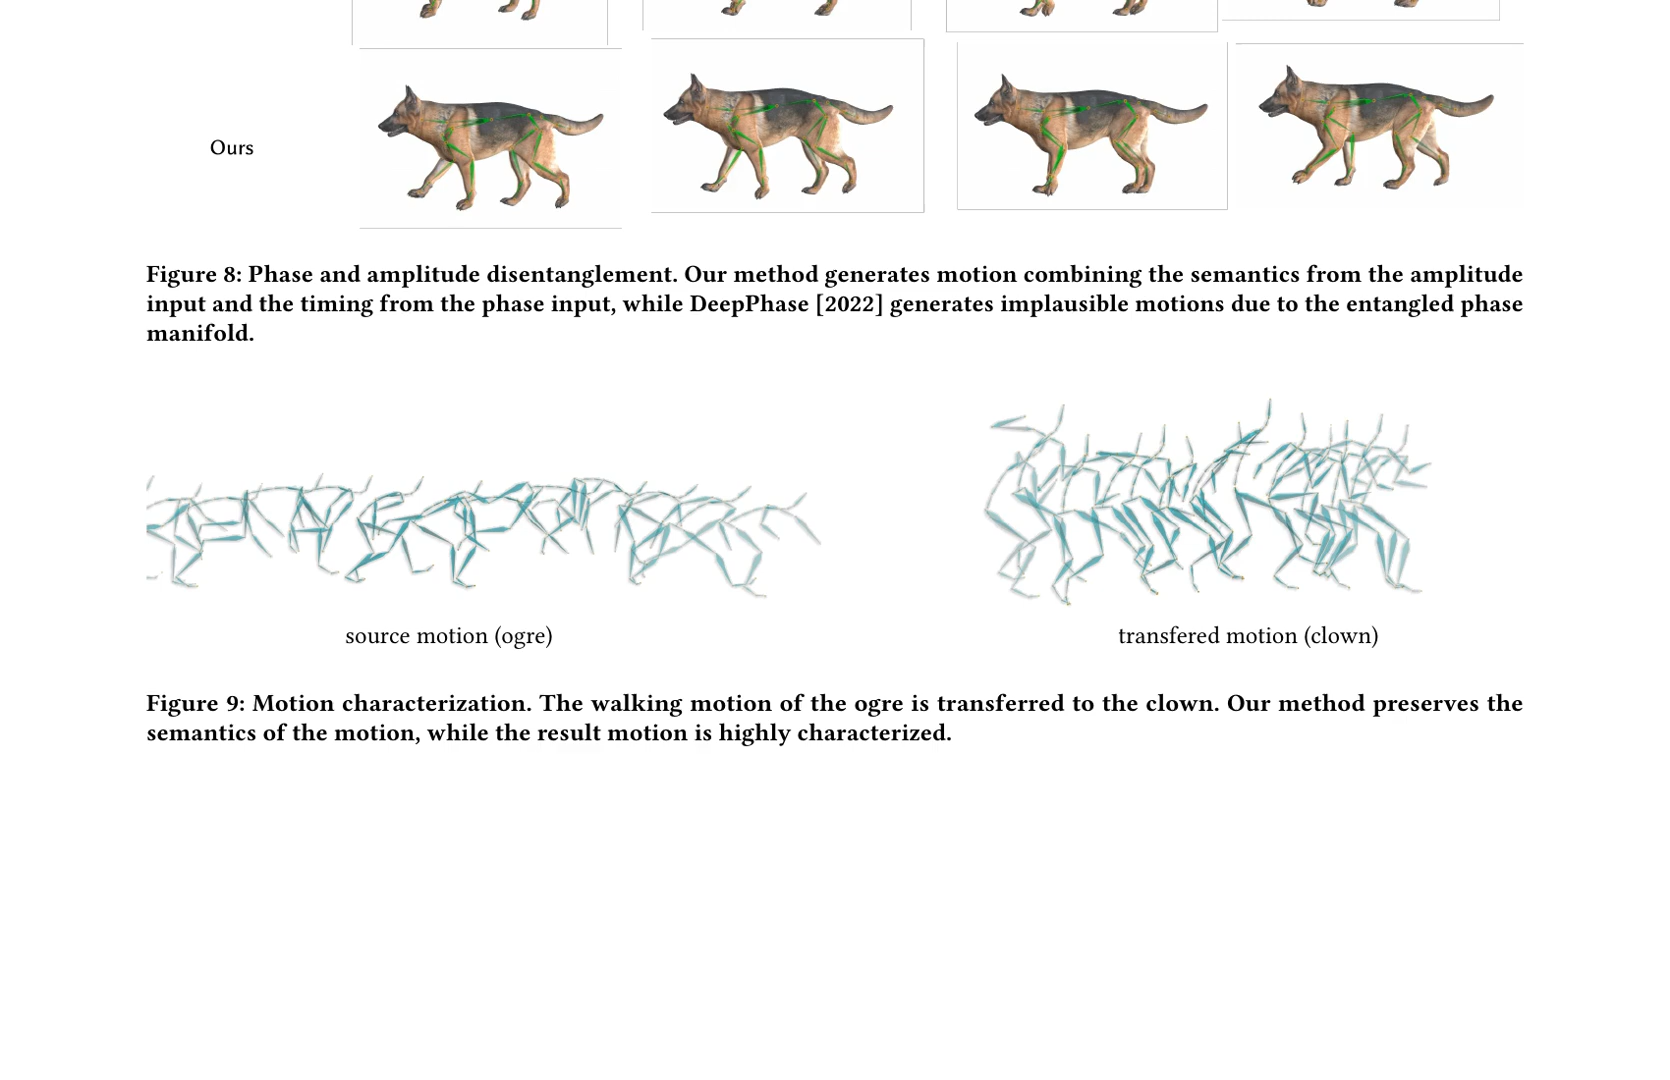 Ours
Figure 8: Phase and amplitude disentanglement. Our method generates motion combining the semantics from the amplitude
input and the timing from the phase input, while DeepPhase [2022] generates implausible motions due to the entangled phase
manifold.
source motion (ogre)
transfered motion (clown)
Figure 9: Motion characterization. The walking motion of the ogre is transferred to the clown. Our method preserves the
semantics of the motion, while the result motion is highly characterized.